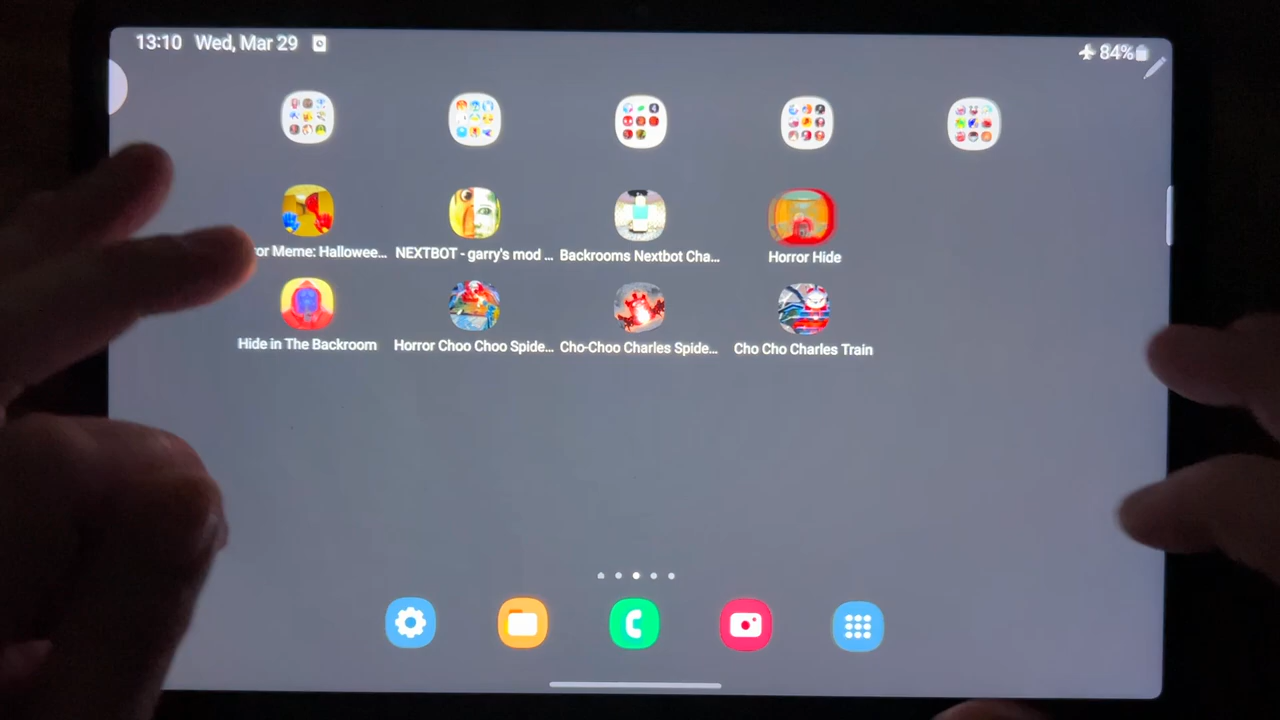 13:10 Wed, Mar 29
84%
or Meme: Hallowee...
NEXTBOT - garry's mod ...
Backrooms Nextbot Cha...
Horror Hide
Hide in The Backroom
Horror Choo Choo Spide...
Cho-Choo Charles Spide...
Cho Cho Charles Train